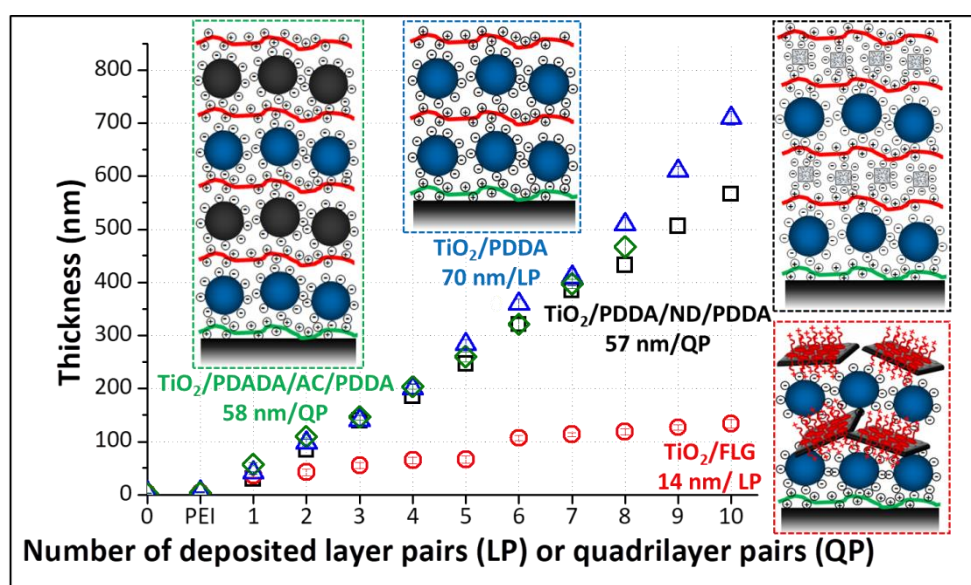 Thickness (nm)
800
700
600
500
400
300
200
100
0
0 PEI 1 2 3 4 5 6 7 8 9 10
Number of deposited layer pairs (LP) or quadrilayer pairs (QP)
TiO₂/PDADA/AC/PDDA
58 nm/QP
TiO₂/PDDA
70 nm/LP
TiO₂/PDDA/ND/PDDA
57 nm/QP
TiO₂/FLG
14 nm/ LP